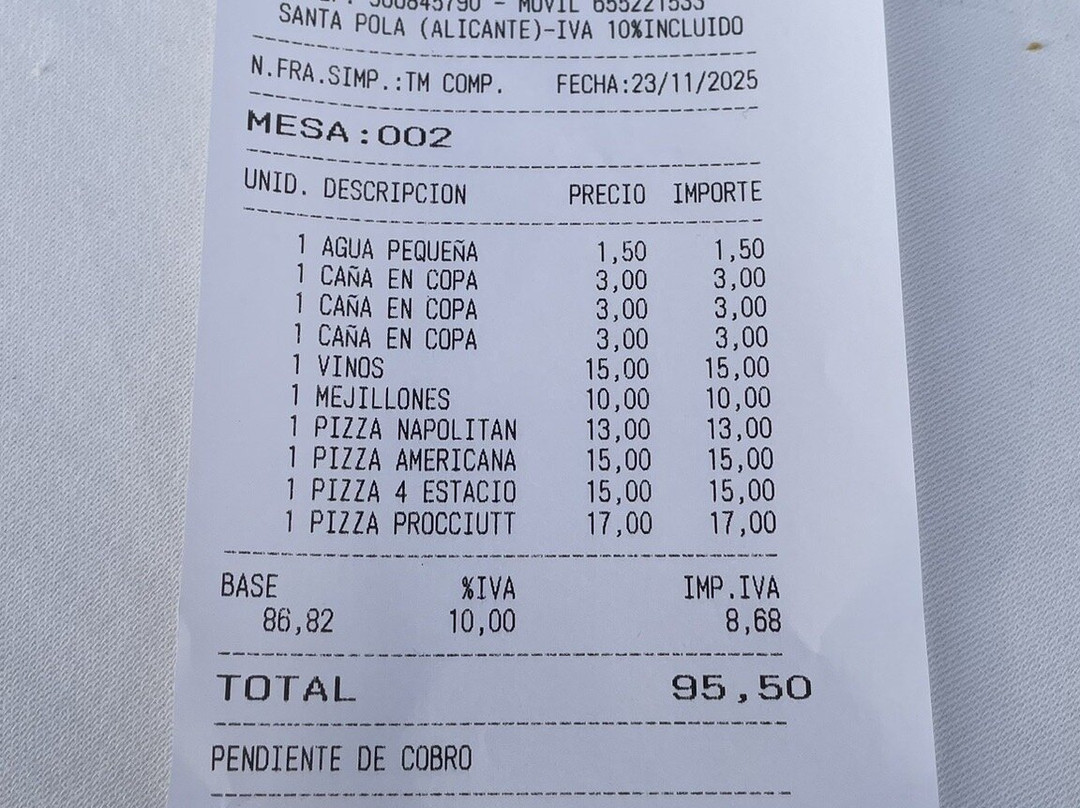 MOVIL 655221533
SANTA POLA (ALICANTE)-IVA 10%INCLUIDO
N.FRA.SIMP.:TM COMP. FECHA:23/11/2025
MESA:002
UNID. DESCRIPCION PRECIO IMPORTE
1 AGUA PEQUEÑA 1,50 1,50
1 CAÑA EN COPA 3,00 3,00
1 CAÑA EN COPA 3,00 3,00
1 CAÑA EN COPA 3,00 3,00
1 VINOS 15,00 15,00
1 MEJILLONES 10,00 10,00
1 PIZZA NAPOLITAN 13,00 13,00
1 PIZZA AMERICANA 15,00 15,00
1 PIZZA 4 ESTACIO 15,00 15,00
1 PIZZA PROCCIUTT 17,00 17,00
BASE %IVA IMP.IVA
86,82 10,00 8,68
TOTAL 95,50
PENDIENTE DE COBRO